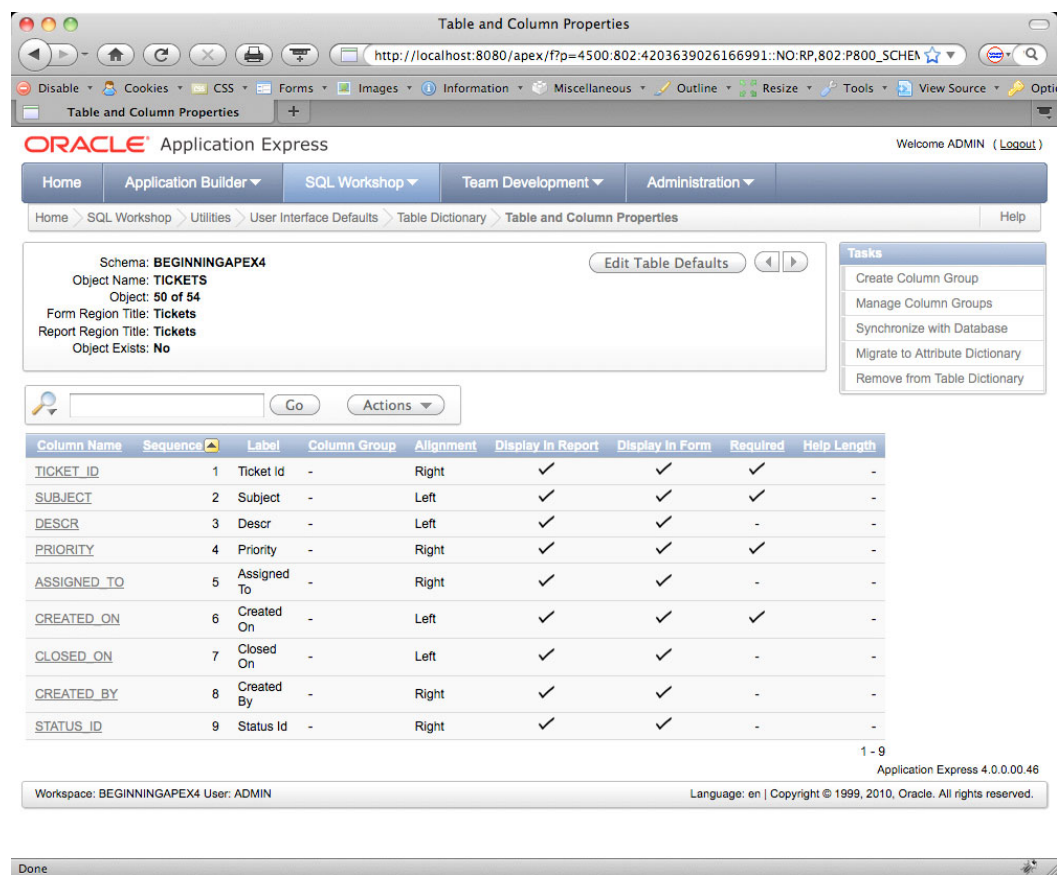 Table and Column Properties
http://localhost:8080/apex/f?p=4500:802:4203639026166991::NO:RP,802:P800_SCHEM
Disable Cookies CSS Forms Images Information Miscellaneous Outline Resize Tools View Source Opti
Table and Column Properties +
ORACLE Application Express
Welcome ADMIN ( Logout )
Home Application Builder SQL Workshop Team Development Administration
Home SQL Workshop Utilities User Interface Defaults Table Dictionary Table and Column Properties Help
Schema: BEGINNINGAPEX4
Object Name: TICKETS
Object: 50 of 54
Form Region Title: Tickets
Report Region Title: Tickets
Object Exists: No
Edit Table Defaults
Tasks
Create Column Group
Manage Column Groups
Synchronize with Database
Migrate to Attribute Dictionary
Remove from Table Dictionary
Go Actions
Column Name Sequence Label Column Group Alignment Display In Report Display In Form Required Help Length
TICKET_ID 1 Ticket Id - Right ✓ ✓ ✓ -
SUBJECT 2 Subject - Left ✓ ✓ ✓ -
DESCR 3 Descr - Left ✓ ✓ - -
PRIORITY 4 Priority - Right ✓ ✓ ✓ -
ASSIGNED_TO 5 Assigned To - Right ✓ ✓ - -
CREATED_ON 6 Created On - Left ✓ ✓ ✓ -
CLOSED_ON 7 Closed On - Left ✓ ✓ - -
CREATED_BY 8 Created By - Right ✓ ✓ - -
STATUS_ID 9 Status Id - Right ✓ ✓ - -
1 - 9
Application Express 4.0.0.00.46
Workspace: BEGINNINGAPEX4 User: ADMIN
Language: en | Copyright © 1999, 2010, Oracle. All rights reserved.
Done